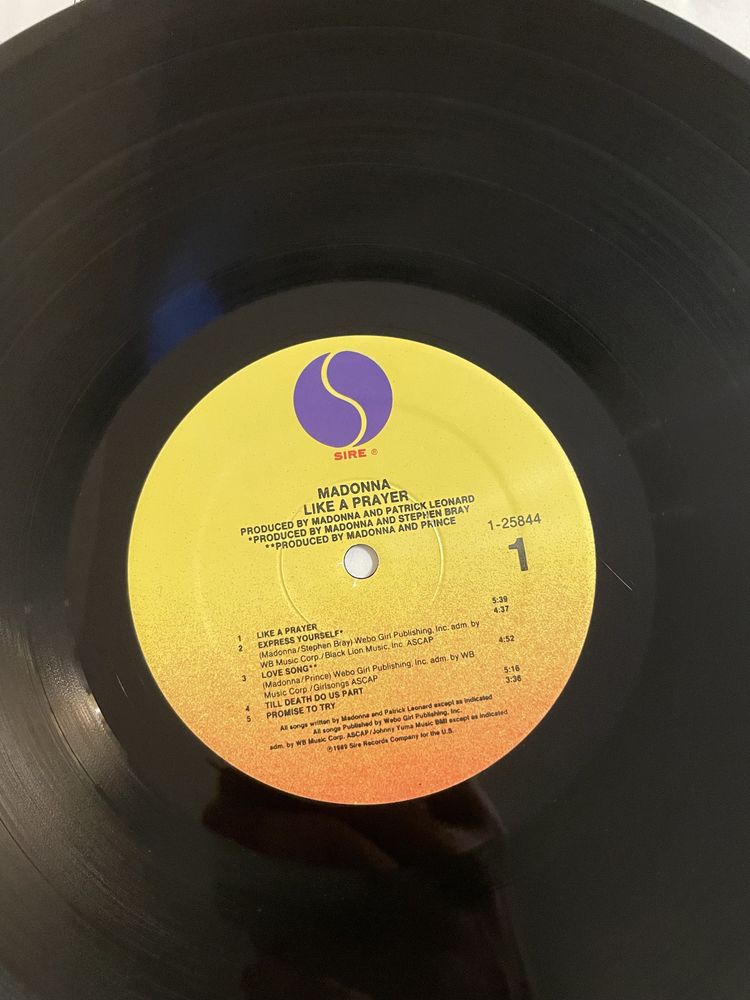 SIRE ®
MADONNA
LIKE A PRAYER
PRODUCED BY MADONNA AND PATRICK LEONARD
*PRODUCED BY MADONNA AND STEPHEN BRAY
**PRODUCED BY MADONNA AND PRINCE
1-25844
1
1 LIKE A PRAYER 5:39
2 EXPRESS YOURSELF* 4:37
(Madonna/Stephen Bray) Webo Girl Publishing, Inc. adm. by
WB Music Corp./Black Lion Music, Inc. ASCAP
3 LOVE SONG** 4:52
(Madonna/Prince) Webo Girl Publishing, Inc. adm. by WB
Music Corp./Girlsongs ASCAP
4 TILL DEATH DO US PART 5:16
5 PROMISE TO TRY 3:36
All songs written by Madonna and Patrick Leonard except as indicated
All songs Published by Webo Girl Publishing, Inc.
adm. by WB Music Corp. ASCAP/Johnny Yuma Music BMI except as indicated
℗1989 Sire Records Company for the U.S.